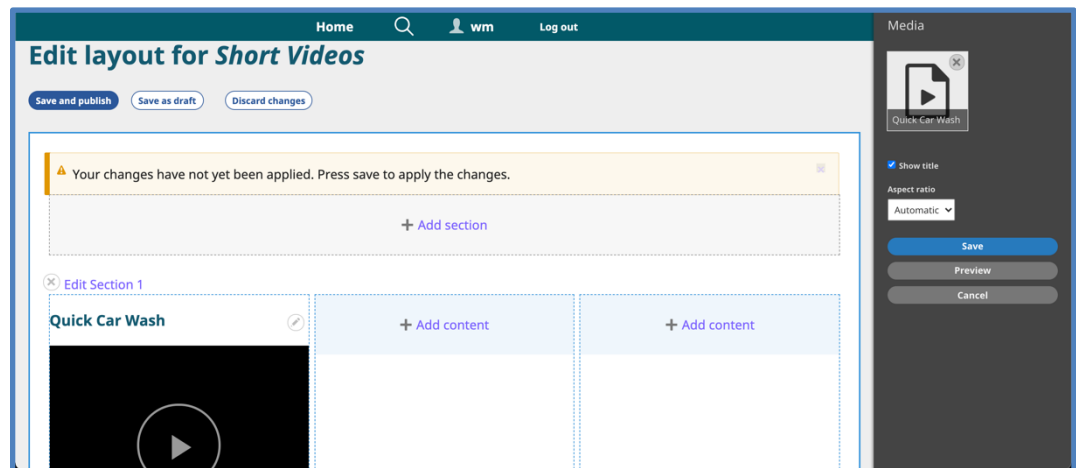 Home wm Log out
Edit layout for Short Videos
Save and publish Save as draft Discard changes
Your changes have not yet been applied. Press save to apply the changes.
Add section
Edit Section 1
Quick Car Wash
Add content
Add content
Media
Quick Car Wash
Show title
Aspect ratio
Automatic
Save
Preview
Cancel